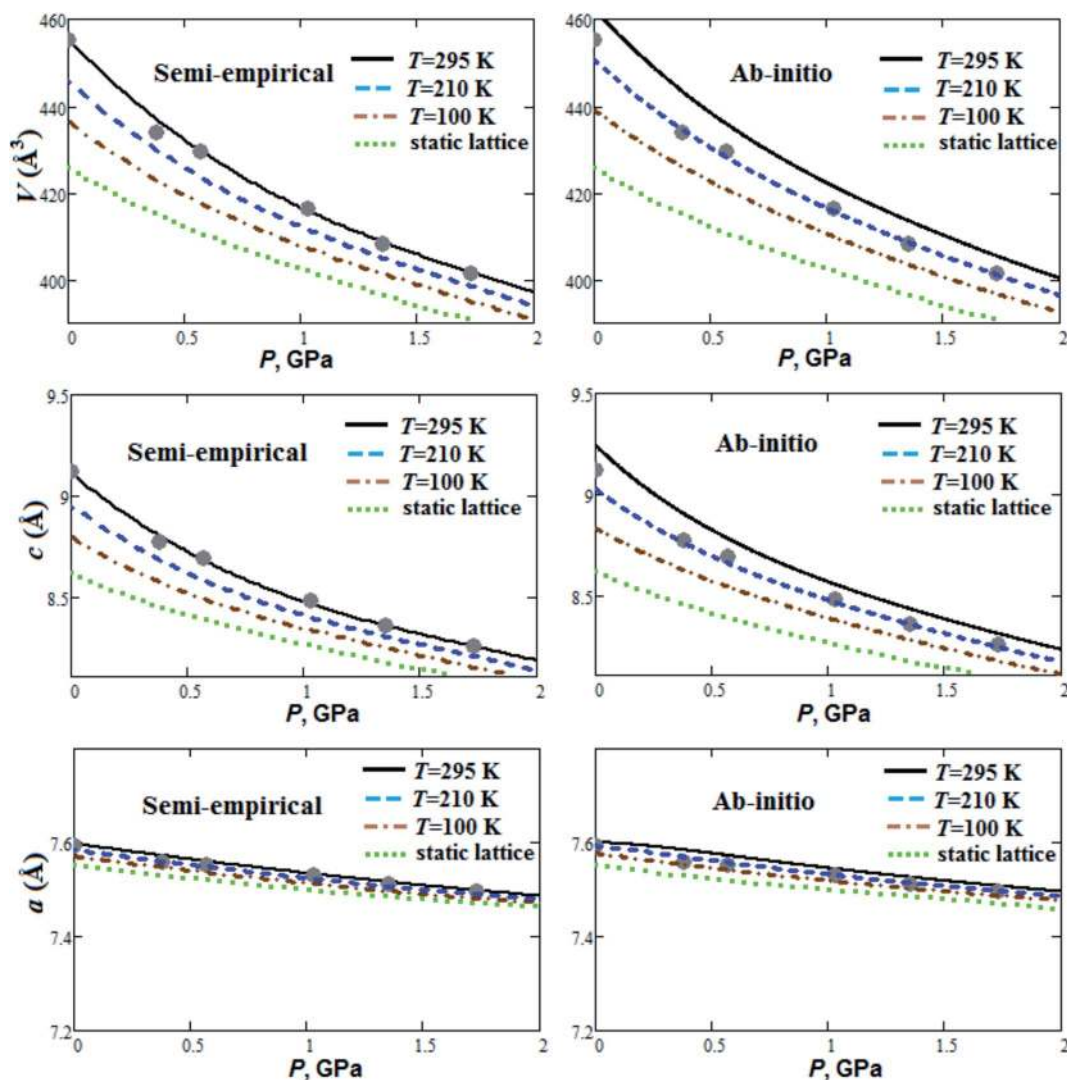 460
T=295 K
Semi-empirical
T=210 K
T=100 K
static lattice
440
V (Å³)
420
400
0
0.5
1
1.5
2
P, GPa
460
T=295 K
Ab-initio
T=210 K
T=100 K
static lattice
440
420
400
0
0.5
1
1.5
2
P, GPa
9.5
T=295 K
Semi-empirical
T=210 K
T=100 K
static lattice
9
c (Å)
8.5
0
0.5
1
1.5
2
P, GPa
9.5
T=295 K
Ab-initio
T=210 K
T=100 K
static lattice
9
8.5
0
0.5
1
1.5
2
P, GPa
T=295 K
Semi-empirical
T=210 K
T=100 K
static lattice
7.6
a (Å)
7.4
7.2
0
0.5
1
1.5
2
P, GPa
T=295 K
Ab-initio
T=210 K
T=100 K
static lattice
7.6
7.4
7.2
0
0.5
1
1.5
2
P, GPa